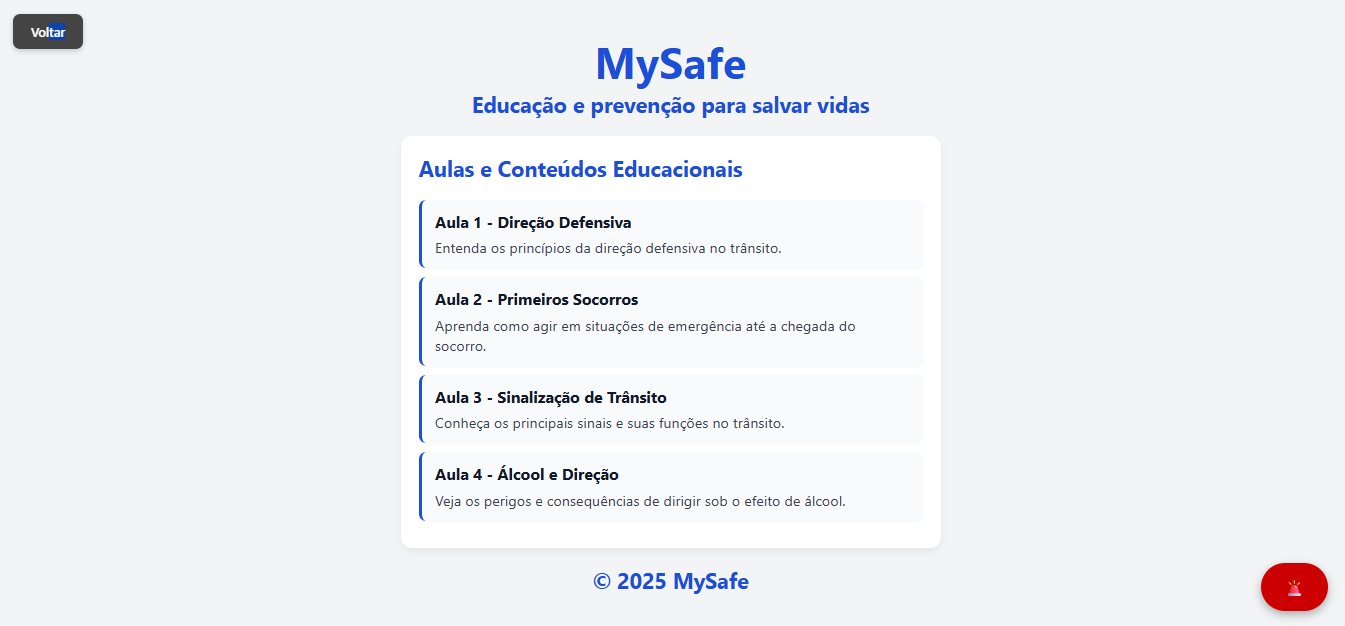 Voltar
MySafe
Educação e prevenção para salvar vidas
Aulas e Conteúdos Educacionais
Aula 1 - Direção Defensiva
Entenda os princípios da direção defensiva no trânsito.
Aula 2 - Primeiros Socorros
Aprenda como agir em situações de emergência até a chegada do
socorro.
Aula 3 - Sinalização de Trânsito
Conheça os principais sinais e suas funções no trânsito.
Aula 4 - Álcool e Direção
Veja os perigos e consequências de dirigir sob o efeito de álcool.
© 2025 MySafe